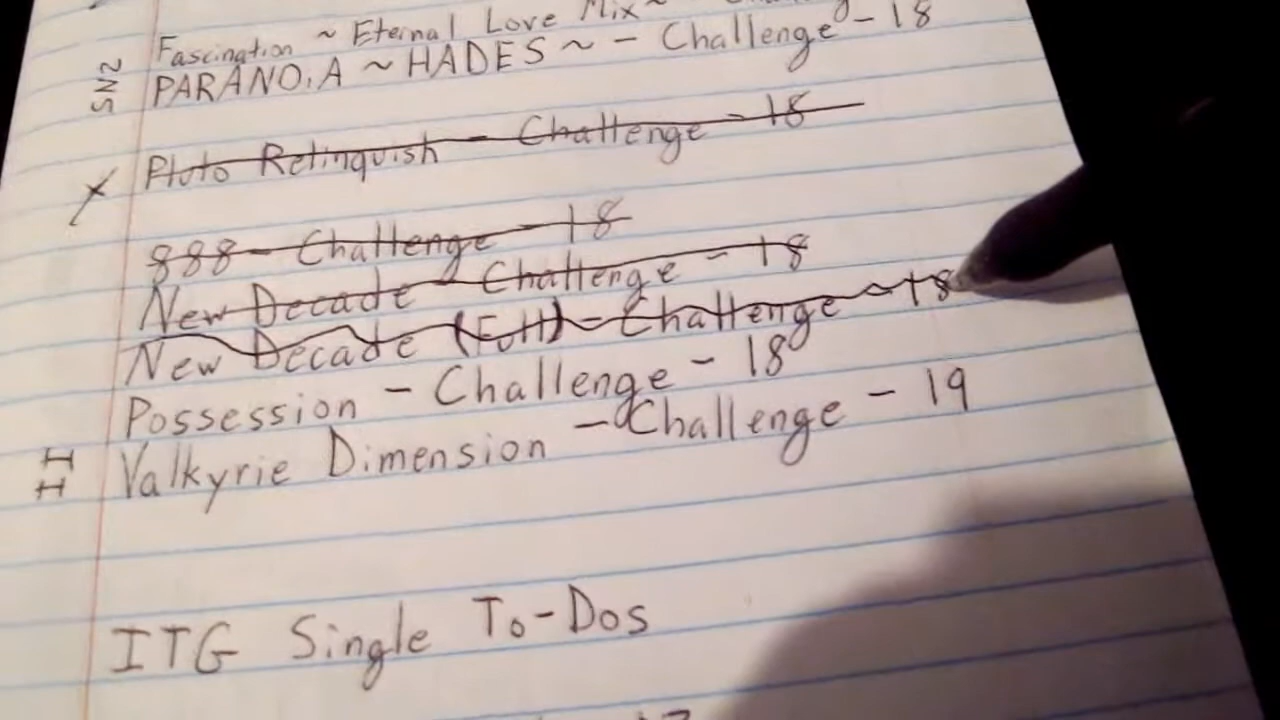 Fascination ~ Eternal Love Mix ~
SN2 PARANOiA ~ HADES ~ - Challenge - 18
X Pluto Relinquish - Challenge - 18
888 - Challenge - 18
New Decade - Challenge - 18
New Decade (Full) - Challenge - 18
Possession - Challenge - 18
II Valkyrie Dimension - Challenge - 19
ITG Single To-Dos